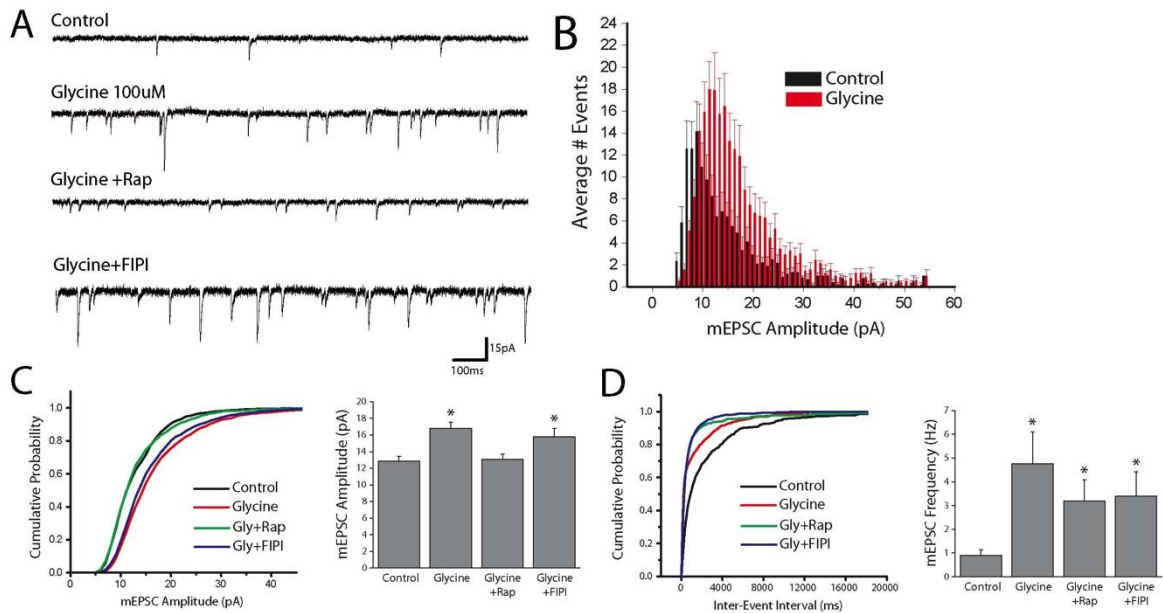 A
Control
Glycine 100uM
Glycine +Rap
Glycine+FIPI
15pA
100ms
B
24
22
20
18
16
14
12
10
8
6
4
2
0
Average # Events
Control
Glycine
0 10 20 30 40 50 60
mEPSC Amplitude (pA)
C
1.0
0.8
0.6
0.4
0.2
0.0
Cumulative Probability
Control
Glycine
Gly+Rap
Gly+FIPI
0 10 20 30 40
mEPSC Amplitude (pA)
20
18
16
14
12
10
8
6
4
2
0
mEPSC Amplitude (pA)
* *
Control Glycine Glycine Glycine
+Rap +FIPI
D
1.0
0.8
0.6
0.4
0.2
0.0
Cumulative Probability
Control
Glycine
Gly+Rap
Gly+FIPI
0 4000 8000 12000 16000 20000
Inter-Event Interval (ms)
7
6
5
4
3
2
1
0
mEPSC Frequency (Hz)
* * *
Control Glycine Glycine Glycine
+Rap +FIPI